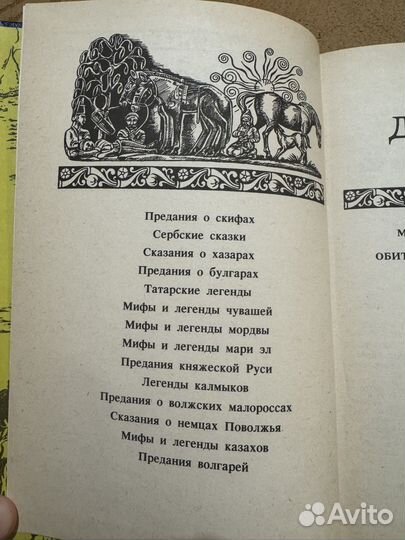 Предания о скифах
Сербские сказки
Сказания о хазарах
Предания о булгарах
Татарские легенды
Мифы и легенды чувашей
Мифы и легенды мордвы
Мифы и легенды мари эл
Предания княжеской Руси
Легенды калмыков
Предания о волжских малороссах
Сказания о немцах Поволжья
Мифы и легенды казахов
Предания волгарей
Avito